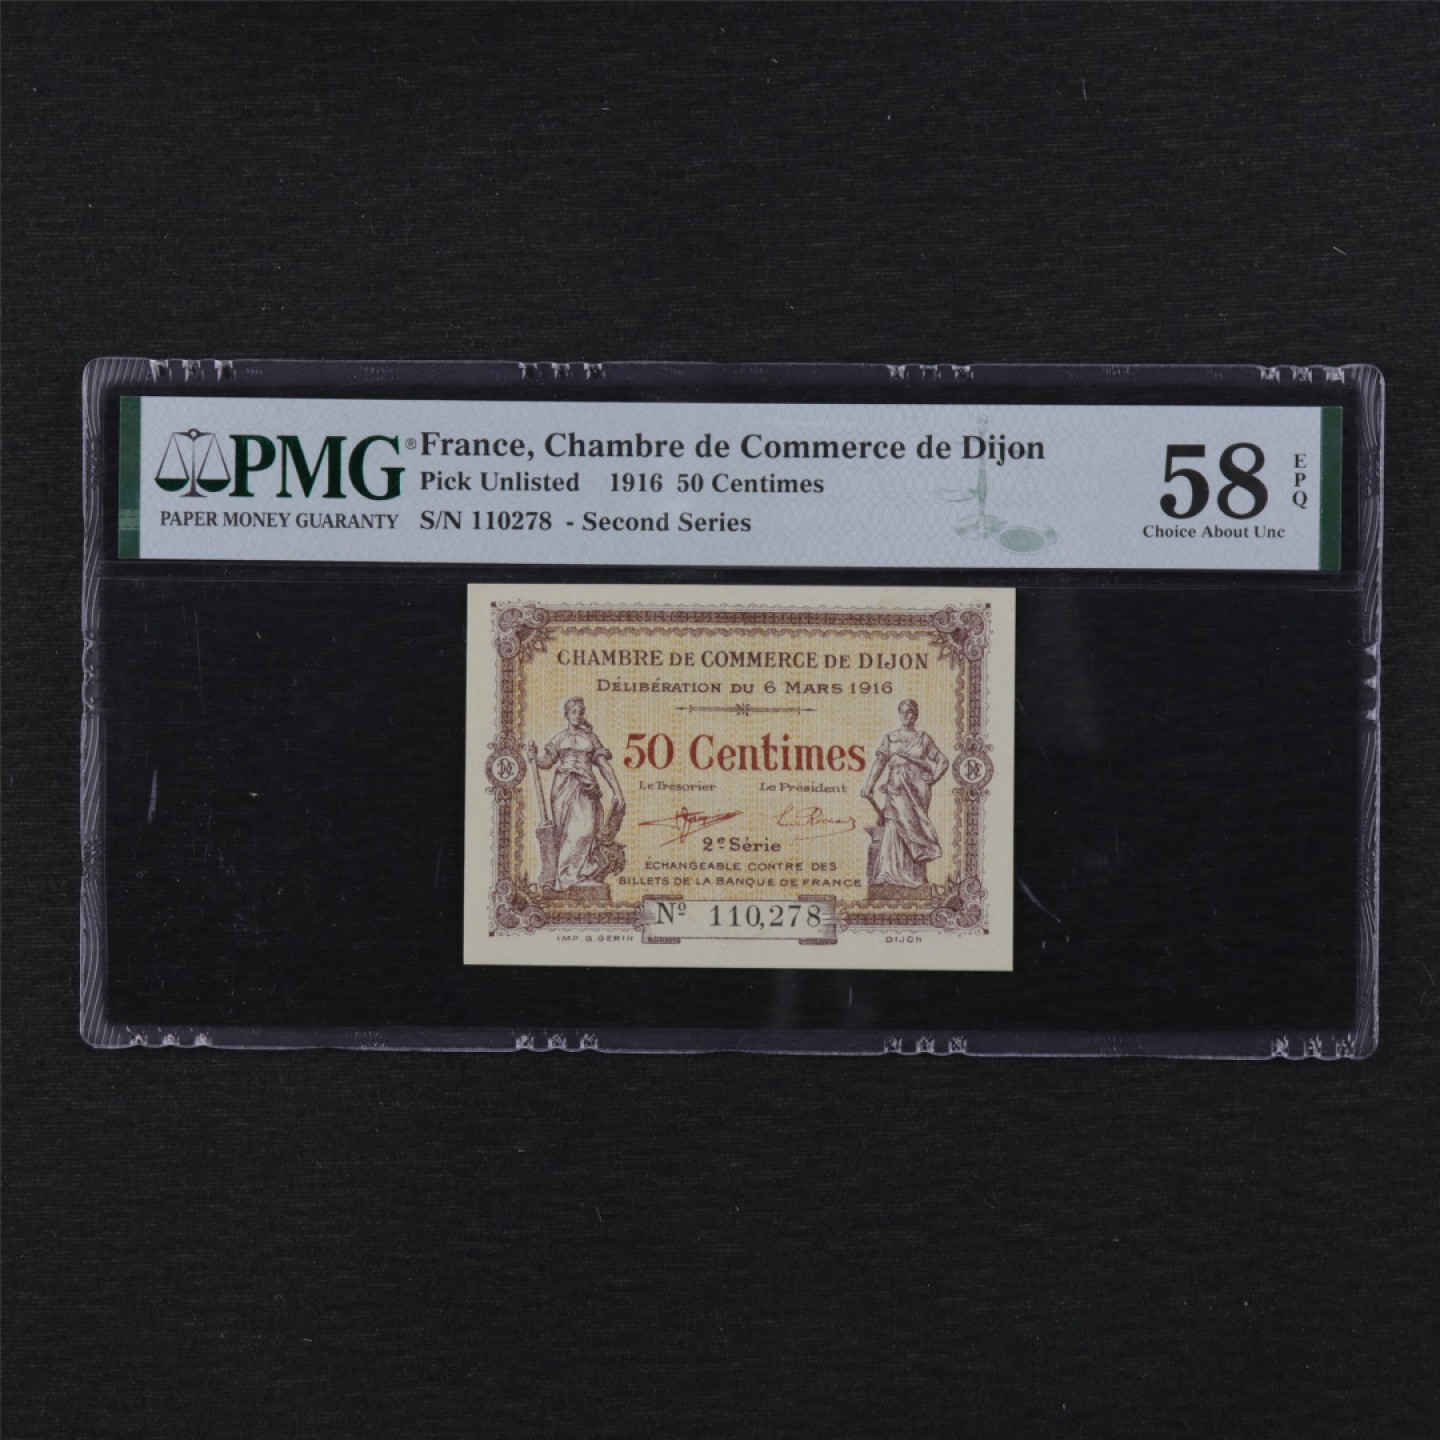 PMG®
PAPER MONEY GUARANTY
France, Chambre de Commerce de Dijon
Pick Unlisted 1916 50 Centimes
S/N 110278 - Second Series
58
EPQ
Choice About Unc
CHAMBRE DE COMMERCE DE DIJON
DÉLIBÉRATION DU 6 MARS 1916
50 Centimes
Le Trésorier Le Président
2e Série
ÉCHANGEABLE CONTRE DES
BILLETS DE LA BANQUE DE FRANCE
Nº 110,278
IMP. G. GERIN DIJON